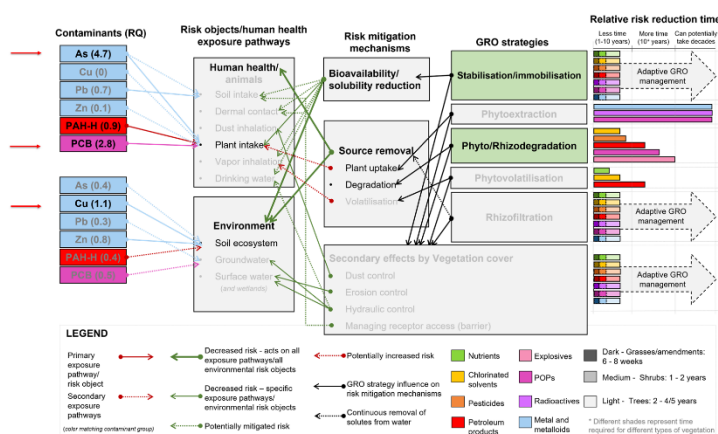 Contaminants (RQ)
Risk objects/human health
exposure pathways
Risk mitigation
mechanisms
GRO strategies
Relative risk reduction time
Less time
(1-10 years)
More time
(10⁺ years)
Can potentially
take decades
As (4.7)
Cu (0)
Pb (0.7)
Zn (0.1)
PAH-H (0.9)
PCB (2.8)
As (0.4)
Cu (1.1)
Pb (0.3)
Zn (0.8)
PAH-H (0.4)
Human health/
animals
Soil intake
Dermal contact
Dust inhalation
Plant intake
Vapor inhalation
Drinking water
Environment
Soil ecosystem
Groundwater
Surface water
(and wetlands)
Bioavailability/
solubility reduction
Source removal
Plant uptake
Degradation
Volatilisation
Stabilisation/immobilisation
Phytoextraction
Phyto/Rhizodegradation
Phytovolatilisation
Rhizofiltration
Secondary effects by Vegetation cover
Dust control
Erosion control
Hydraulic control
Managing receptor access (barrier)
Adaptive GRO
management
Adaptive GRO
management
Adaptive GRO
management
LEGEND
Primary
exposure
pathway/
risk object
Secondary
exposure
pathways
(color matching contaminant group)
Decreased risk - acts on all
exposure pathways/all
environmental risk objects
Decreased risk – specific
exposure pathways/
environmental risk objects
Potentially mitigated risk
Potentially increased risk
GRO strategy influence on
risk mitigation mechanisms
Continuous removal of
solutes from water
Nutrients
Chlorinated
solvents
Pesticides
Petroleum
products
Explosives
POPs
Radioactives
Metal and
metalloids
Dark - Grasses/amendments:
6 - 8 weeks
Medium - Shrubs: 1 - 2 years
Light - Trees: 2 - 4/5 years
* Different shades represent time
required for different types of vegetation